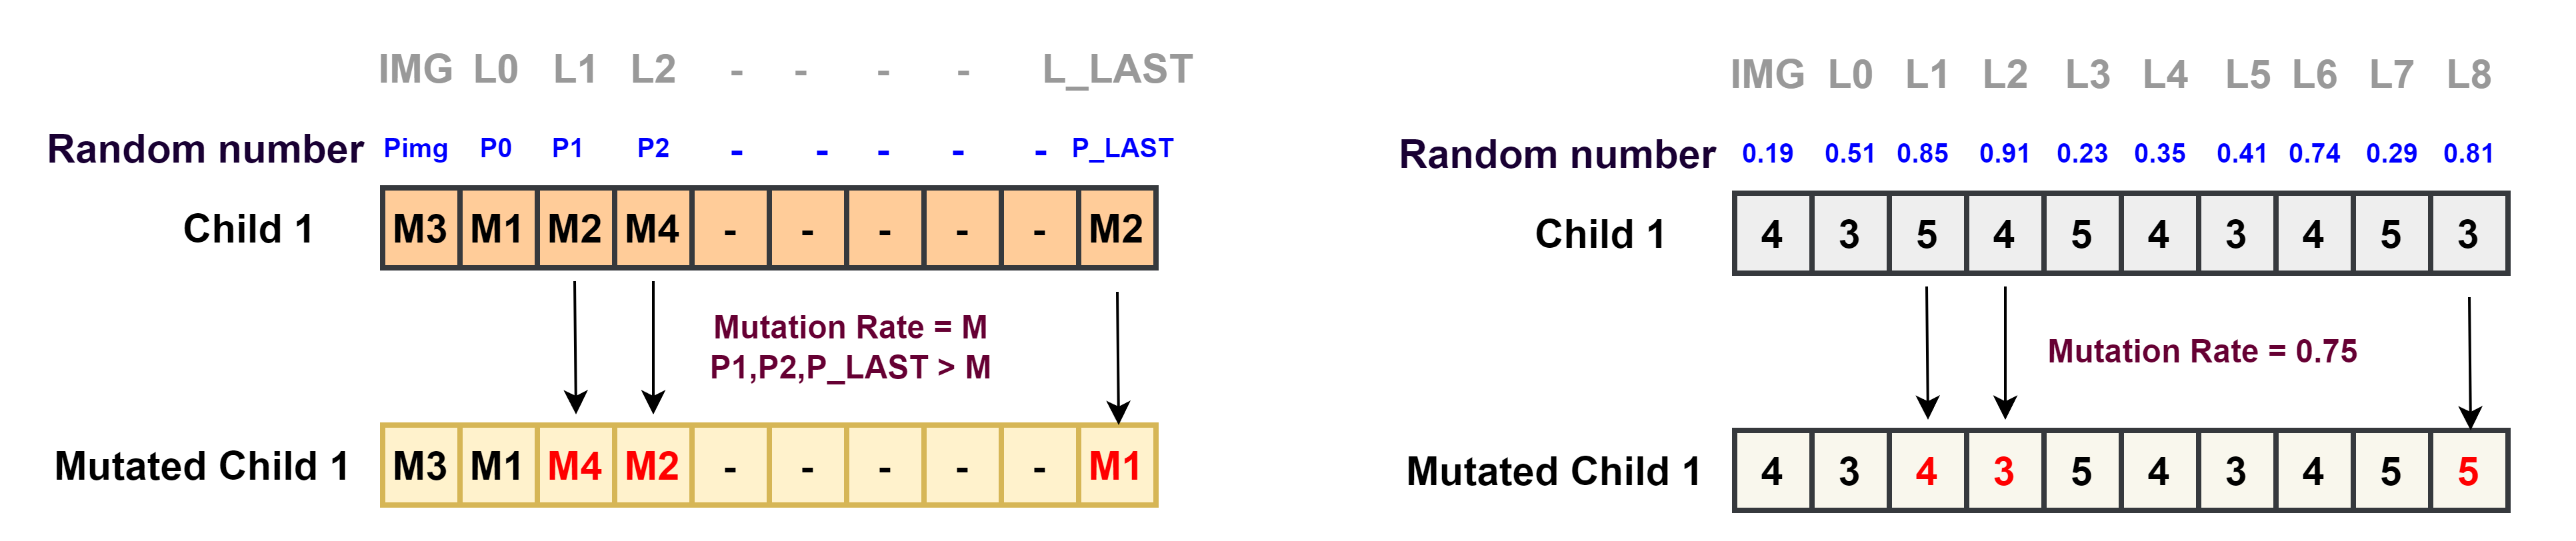 IMG L0 L1 L2 - - - - L_LAST
Random number Pimg P0 P1 P2 - - - - - P_LAST
Child 1 M3 M1 M2 M4 - - - - - M2
Mutation Rate = M
P1,P2,P_LAST > M
Mutated Child 1 M3 M1 M4 M2 - - - - - M1
IMG L0 L1 L2 L3 L4 L5 L6 L7 L8
Random number 0.19 0.51 0.85 0.91 0.23 0.35 0.41 0.74 0.29 0.81
Child 1 4 3 5 4 5 4 3 4 5 3
Mutation Rate = 0.75
Mutated Child 1 4 3 4 3 5 4 3 4 5 5